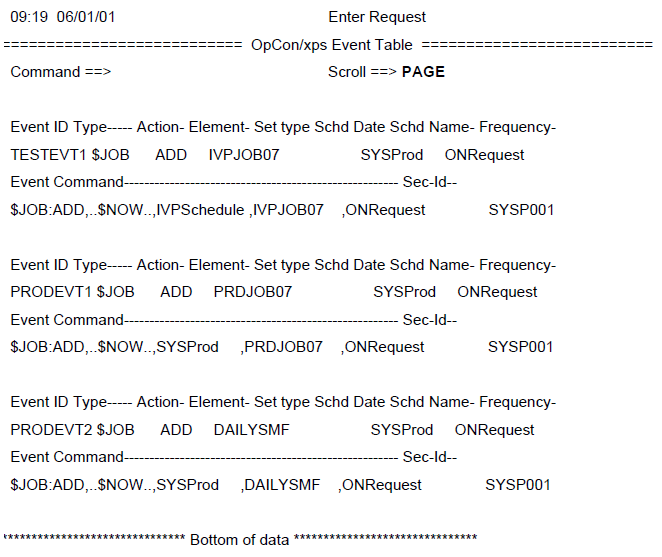 09:19 06/01/01 Enter Request
=========================== OpCon/xps Event Table ==========================
Command ==> Scroll ==> PAGE
Event ID Type----- Action- Element- Set type Schd Date Schd Name- Frequency-
TESTEVT1 $JOB ADD IVPJOB07 SYSProd ONRequest
Event Command------------------------------------------------------- Sec-Id--
$JOB:ADD,..$NOW..,IVPSchedule ,IVPJOB07 ,ONRequest SYSP001
Event ID Type----- Action- Element- Set type Schd Date Schd Name- Frequency-
PRODEVT1 $JOB ADD PRDJOB07 SYSProd ONRequest
Event Command------------------------------------------------------- Sec-Id--
$JOB:ADD,..$NOW..,SYSProd ,PRDJOB07 ,ONRequest SYSP001
Event ID Type----- Action- Element- Set type Schd Date Schd Name- Frequency-
PRODEVT2 $JOB ADD DAILYSMF SYSProd ONRequest
Event Command------------------------------------------------------- Sec-Id--
$JOB:ADD,..$NOW..,SYSProd ,DAILYSMF ,ONRequest SYSP001
******************************* Bottom of data *******************************